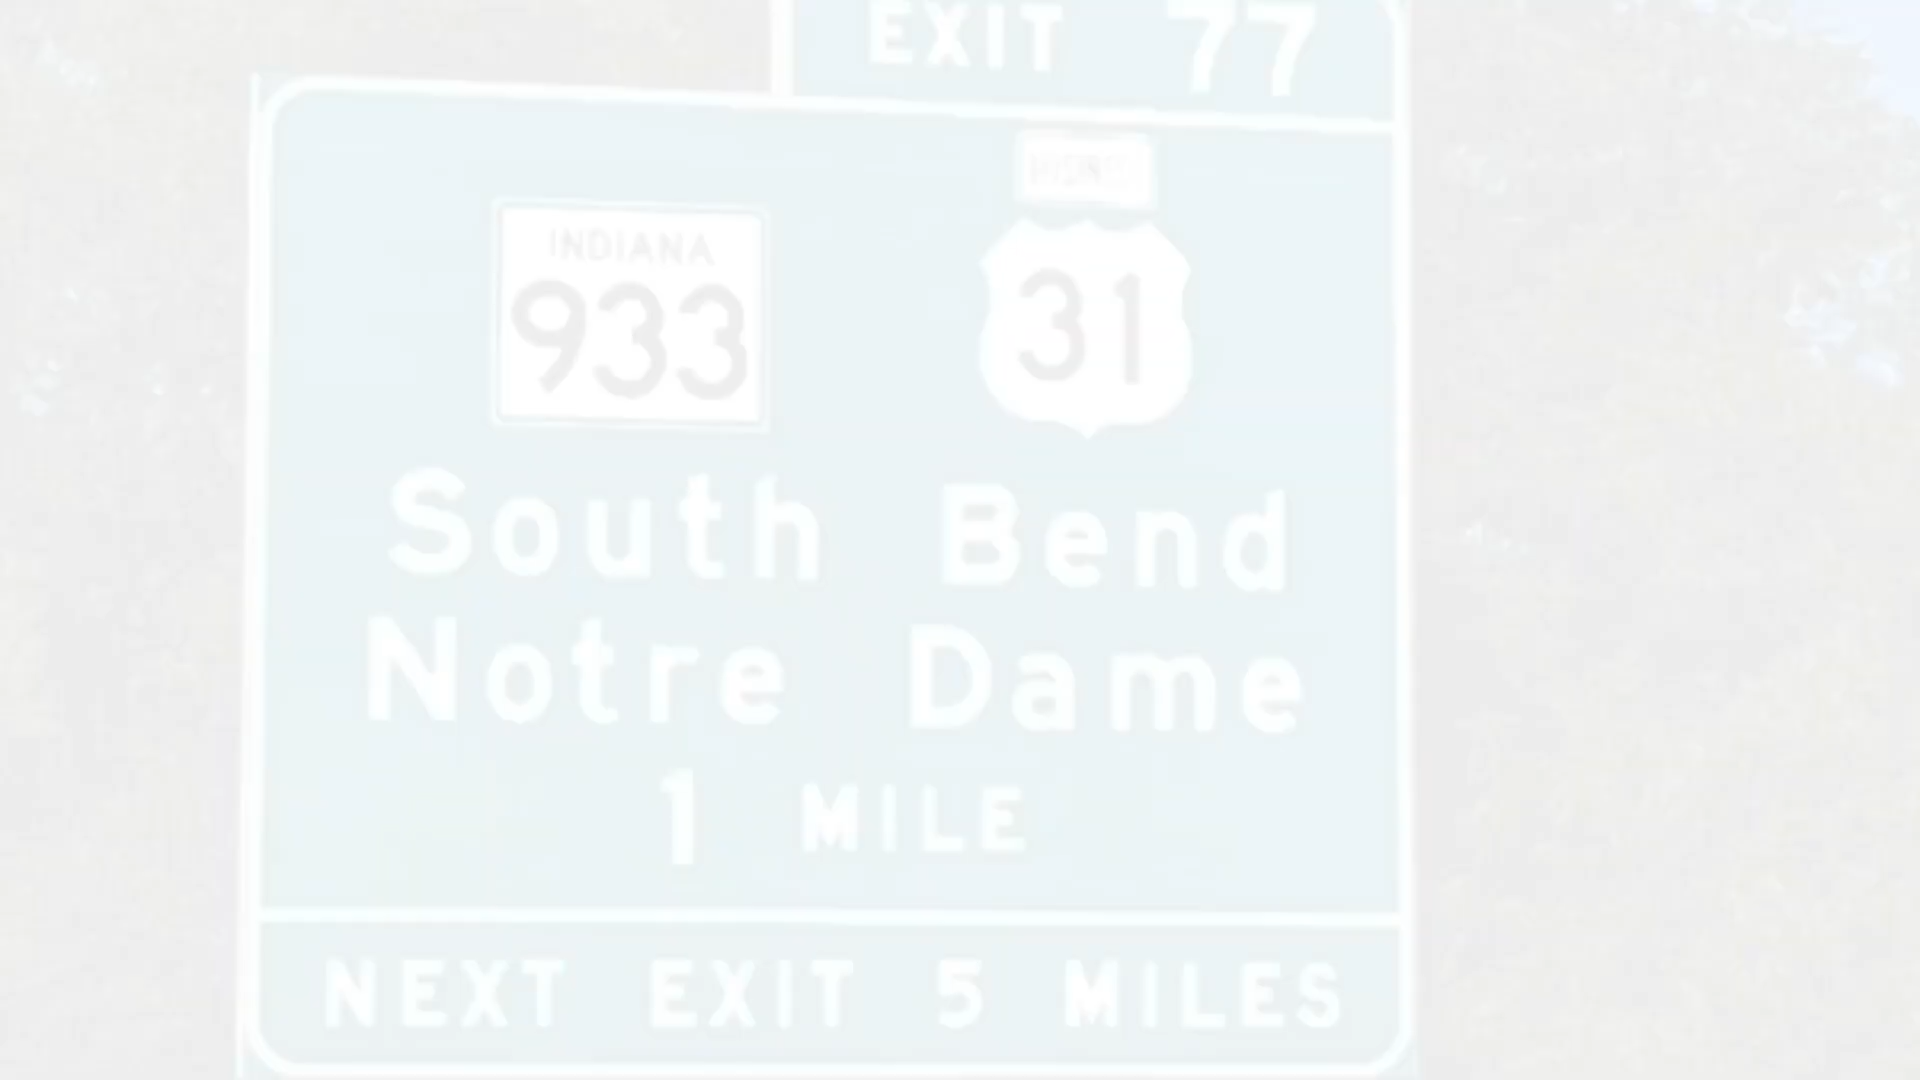 EXIT 77
INDIANA
933
31
South Bend
Notre Dame
1 MILE
NEXT EXIT 5 MILES